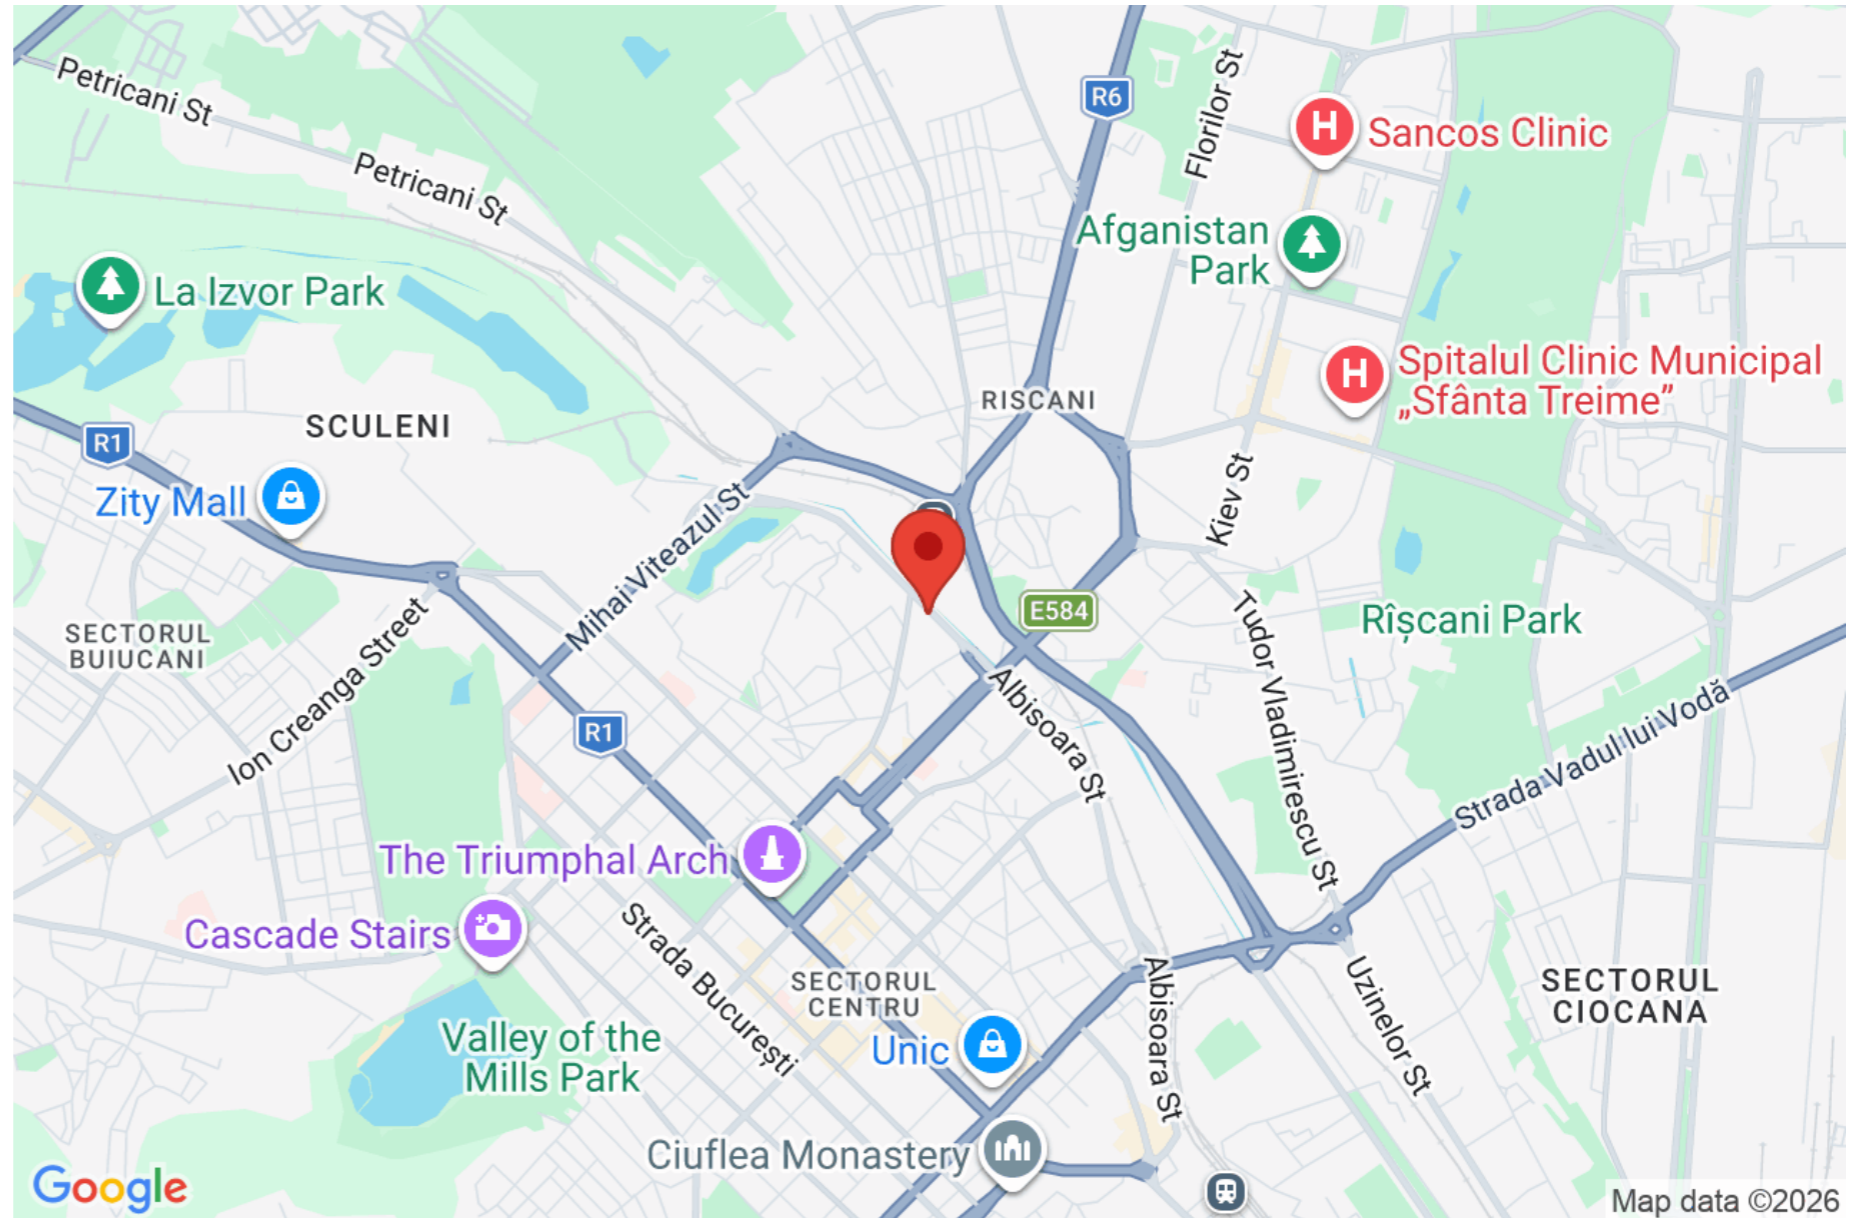 Petricani St
R6
Florilor St
Sancos Clinic
Petricani St
Afganistan
Park
La Izvor Park
Spitalul Clinic Municipal
„Sfânta Treime”
RISCANI
SCULENI
R1
Zity Mall
Kiev St
Mihai Viteazul St
E584
Rîșcani Park
SECTORUL
BUIUCANI
Ion Creanga Street
Tudor Vladimirescu St
Albisoara St
R1
Strada Vadul lui Vodă
The Triumphal Arch
Cascade Stairs
Strada București
SECTORUL
CENTRU
Albisoara St
Uzinelor St
SECTORUL
CIOCANA
Valley of the
Mills Park
Unic
Ciuflea Monastery
Google
Map data ©2026